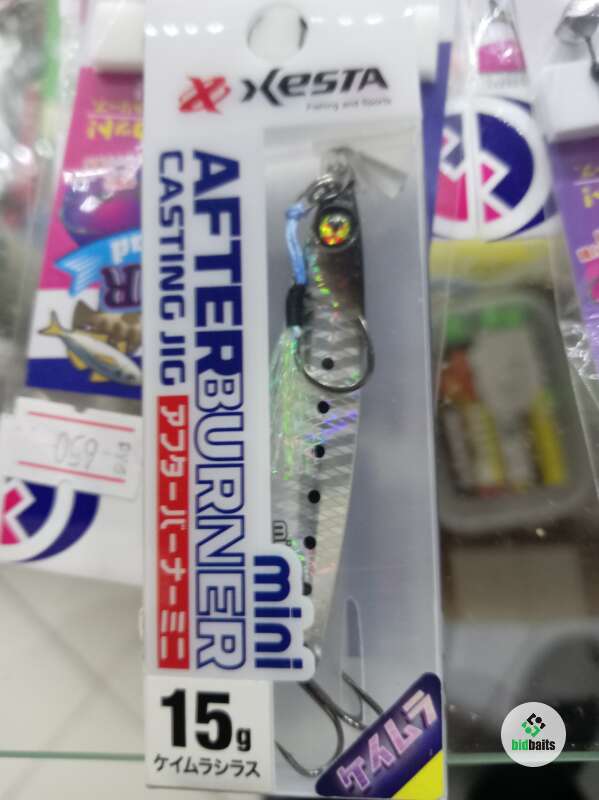 XESTA
Fishing and Sports
AFTERBURNER
CASTING JIG
アフターバーナーミニ
mini
m.
15g
ケイムラシラス
ケイムラ
650
bidbaits